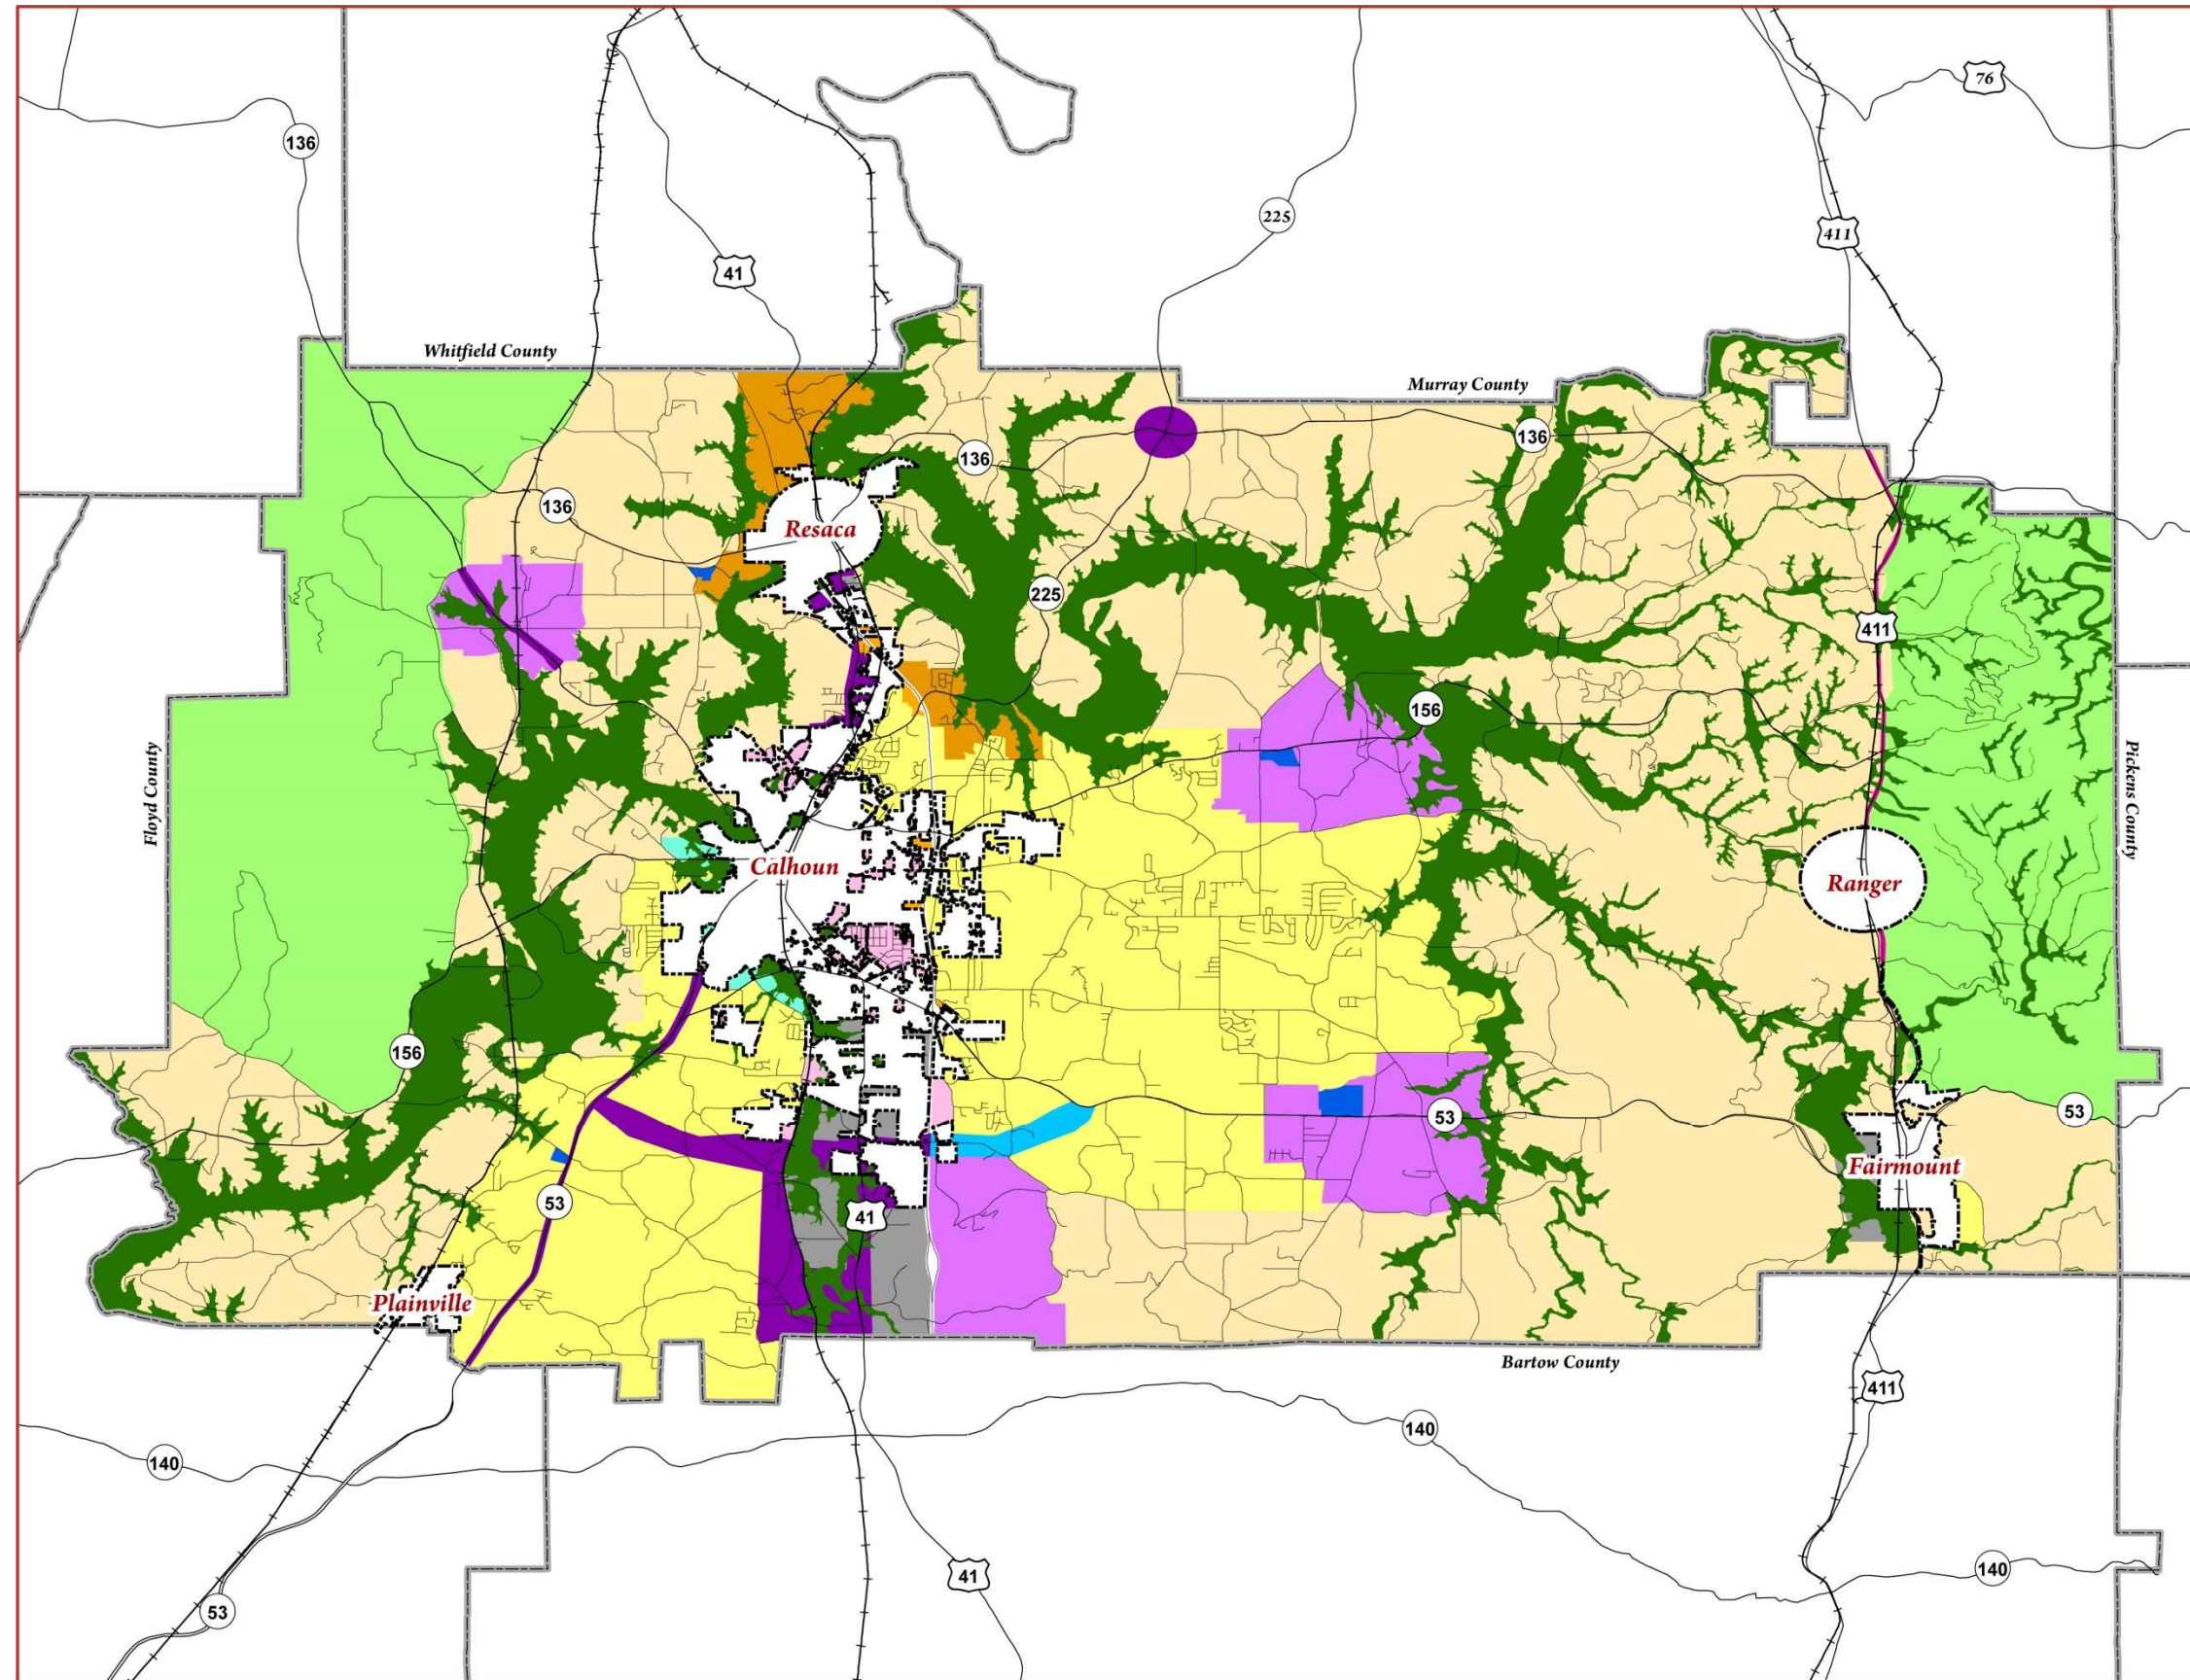 76
136
225
411
41
Whitfield County
Murray County
136
136
136
Resaca
225
411
156
Floyd County
Pickens County
Calhoun
Ranger
156
53
53
Fairmount
53
41
Plainville
Bartow County
411
140
140
41
140
53